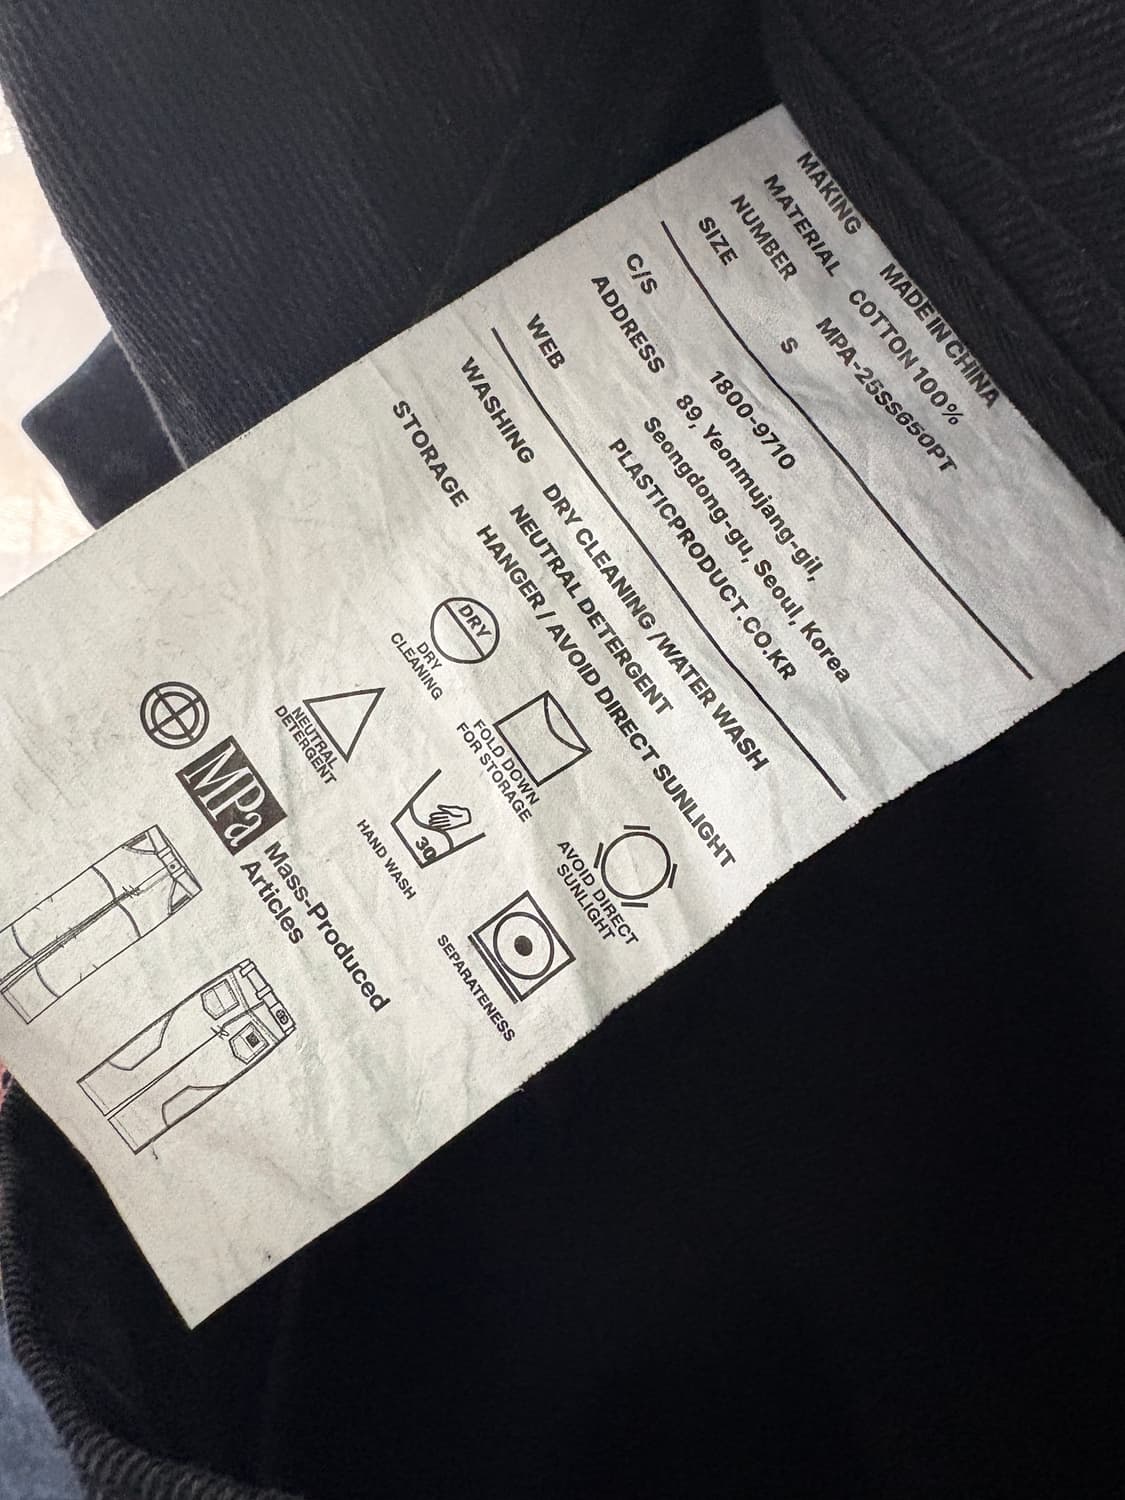 MAKING MADE IN CHINA
MATERIAL COTTON 100%
NUMBER MPA-25SS650PT
SIZE S
C/S 1800-9710
ADDRESS 89, Yeonmujang-gil,
Seongdong-gu, Seoul, Korea
WEB PLASTICPRODUCT.CO.KR
WASHING DRY CLEANING /WATER WASH
NEUTRAL DETERGENT
STORAGE HANGER / AVOID DIRECT SUNLIGHT
DRY
DRY
CLEANING
FOLD DOWN
FOR STORAGE
AVOID DIRECT
SUNLIGHT
NEUTRAL
DETERGENT
30
HAND WASH
SEPARATENESS
MPa Mass-Produced
Articles